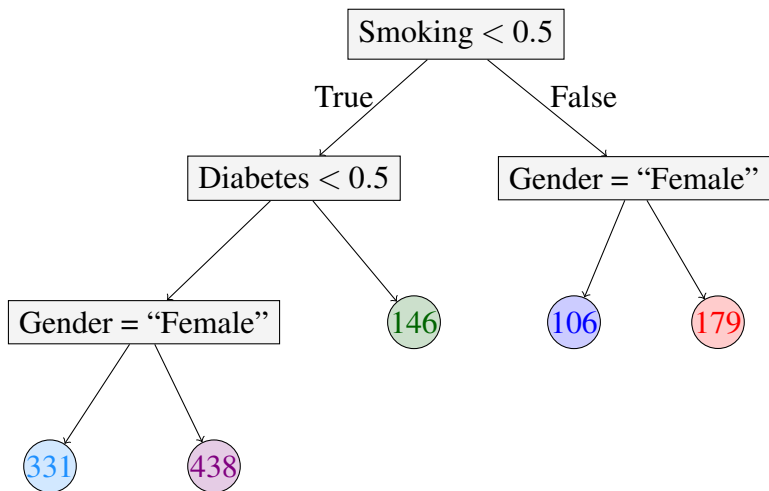 Smoking < 0.5
True
False
Diabetes < 0.5
Gender = “Female”
Gender = “Female”
146
106
179
331
438